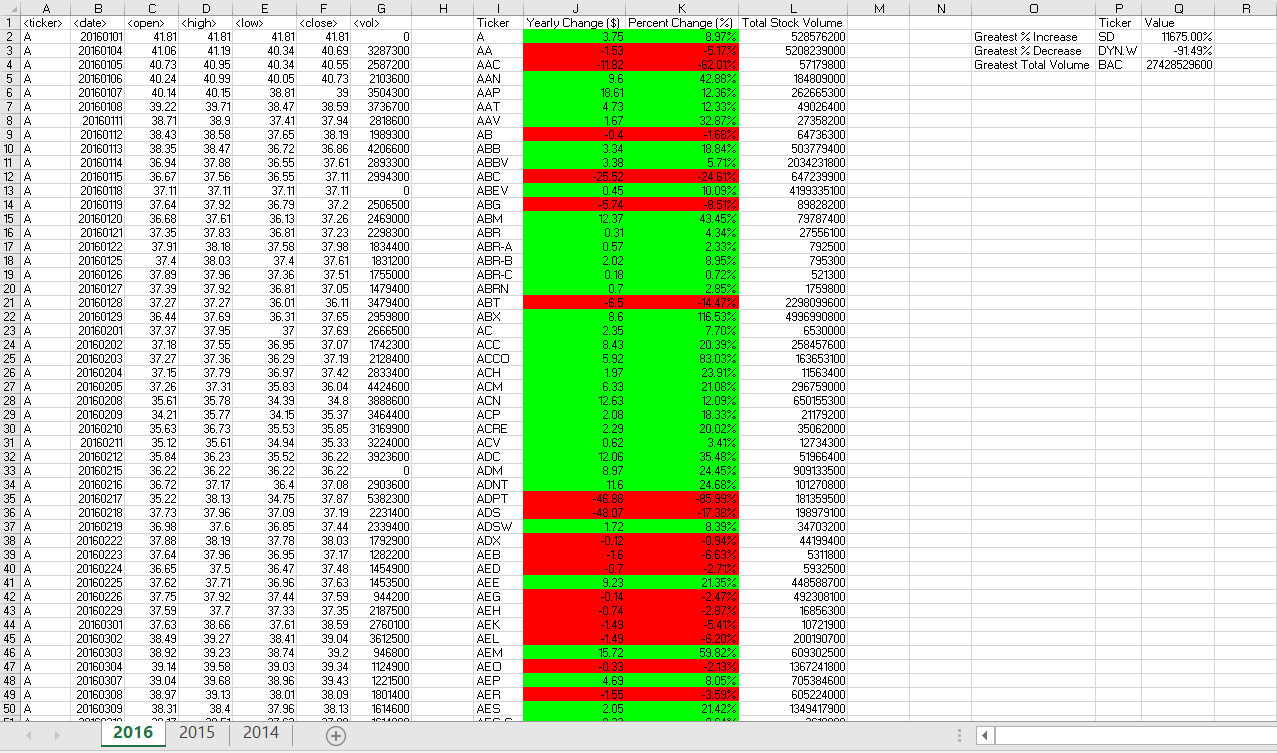 A B C D E F G H I J K L M N O P Q R
1 <ticker> <date> <open> <high> <low> <close> <vol> Ticker Yearly Change ($) Percent Change (%) Total Stock Volume Ticker Value
2 A 20160101 41.81 41.81 41.81 41.81 0 A 3.75 8.97% 528576200 Greatest % Increase SD 11675.00%
3 A 20160104 41.06 41.19 40.34 40.69 3287300 AA -1.53 -5.17% 5208239000 Greatest % Decrease DYN.W -91.49%
4 A 20160105 40.73 40.95 40.34 40.55 2587200 AAC -11.82 -62.01% 57179800 Greatest Total Volume BAC 27428529600
5 A 20160106 40.24 40.99 40.05 40.73 2103600 AAN 9.6 42.88% 184809000
6 A 20160107 40.14 40.15 38.81 39 3504300 AAP 18.61 12.36% 262665300
7 A 20160108 39.22 39.71 38.47 38.59 3736700 AAT 4.73 12.33% 49026400
8 A 20160111 38.71 38.9 37.41 37.94 2818600 AAV 1.67 32.87% 27358200
9 A 20160112 38.43 38.58 37.65 38.19 1989300 AB -0.4 -1.68% 64736300
10 A 20160113 38.35 38.47 36.72 36.86 4206600 ABB 3.34 18.84% 503779400
11 A 20160114 36.94 37.88 36.55 37.61 2893300 ABBV 3.38 5.71% 2034231800
12 A 20160115 36.67 37.56 36.55 37.11 2994300 ABC -25.52 -24.61% 647239900
13 A 20160118 37.11 37.11 37.11 37.11 0 ABEV 0.45 10.09% 4199335100
14 A 20160119 37.64 37.92 36.79 37.2 2506500 ABG -5.74 -8.51% 89828200
15 A 20160120 36.68 37.61 36.13 37.26 2469000 ABM 12.37 43.45% 79787400
16 A 20160121 37.35 37.83 36.81 37.23 2298300 ABR 0.31 4.34% 27556100
17 A 20160122 37.91 38.18 37.58 37.98 1834400 ABR-A 0.57 2.33% 792500
18 A 20160125 37.4 38.03 37.4 37.61 1831200 ABR-B 2.02 8.95% 795300
19 A 20160126 37.89 37.96 37.36 37.51 1755000 ABR-C 0.18 0.72% 521300
20 A 20160127 37.39 37.92 36.81 37.05 1479400 ABRN 0.7 2.85% 1759800
21 A 20160128 37.27 37.27 36.01 36.11 3479400 ABT -6.5 -14.47% 2298099600
22 A 20160129 36.44 37.69 36.31 37.65 2959800 ABX 8.6 116.53% 4996990800
23 A 20160201 37.37 37.95 37 37.69 2666500 AC 2.35 7.70% 6530000
24 A 20160202 37.18 37.55 36.95 37.07 1742300 ACC 8.43 20.39% 258457600
25 A 20160203 37.27 37.36 36.29 37.19 2128400 ACCO 5.92 83.03% 163653100
26 A 20160204 37.15 37.79 36.97 37.42 2833400 ACH 1.97 23.91% 11563400
27 A 20160205 37.26 37.31 35.83 36.04 4424600 ACM 6.33 21.08% 296759000
28 A 20160208 35.61 35.78 34.39 34.8 3888600 ACN 12.63 12.09% 650155300
29 A 20160209 34.21 35.77 34.15 35.37 3464400 ACP 2.08 18.33% 21179200
30 A 20160210 35.63 36.73 35.53 35.85 3169900 ACRE 2.29 20.02% 35062000
31 A 20160211 35.12 35.61 34.94 35.33 3224000 ACV 0.62 3.41% 12734300
32 A 20160212 35.84 36.23 35.52 36.22 3923600 ADC 12.06 35.48% 51966400
33 A 20160215 36.22 36.22 36.22 36.22 0 ADM 8.97 24.45% 909133500
34 A 20160216 36.72 37.17 36.4 37.08 2903600 ADNT 11.6 24.68% 101270800
35 A 20160217 35.22 38.13 34.75 37.87 5382300 ADPT -46.88 -85.99% 181359500
36 A 20160218 37.73 37.96 37.09 37.19 2231400 ADS -48.07 -17.38% 198979100
37 A 20160219 36.98 37.6 36.85 37.44 2339400 ADSW 1.72 8.39% 34703200
38 A 20160222 37.88 38.19 37.78 38.03 1792900 ADX -0.12 -0.94% 44199400
39 A 20160223 37.64 37.96 36.95 37.17 1282200 AEB -1.6 -6.63% 5311800
40 A 20160224 36.65 37.5 36.47 37.48 1454900 AED -0.7 -2.71% 5932500
41 A 20160225 37.62 37.71 36.96 37.63 1453500 AEE 9.23 21.35% 448588700
42 A 20160226 37.75 37.92 37.44 37.59 944200 AEG -0.14 -2.47% 492308100
43 A 20160229 37.59 37.7 37.33 37.35 2187500 AEH -0.74 -2.87% 16856300
44 A 20160301 37.63 38.66 37.61 38.59 2760100 AEK -1.49 -5.41% 10721900
45 A 20160302 38.49 39.27 38.41 39.04 3612500 AEL -1.49 -6.20% 200190700
46 A 20160303 38.92 39.23 38.74 39.2 946800 AEM 15.72 59.82% 609302500
47 A 20160304 39.14 39.58 39.03 39.34 1124900 AEO -0.33 -2.13% 1367241800
48 A 20160307 39.04 39.68 38.96 39.43 1221500 AEP 4.69 8.05% 705384600
49 A 20160308 38.97 39.13 38.01 38.09 1801400 AER -1.55 -3.59% 605224000
50 A 20160309 38.31 38.4 37.96 38.13 1614600 AES 2.05 21.42% 1349417900
2016 2015 2014